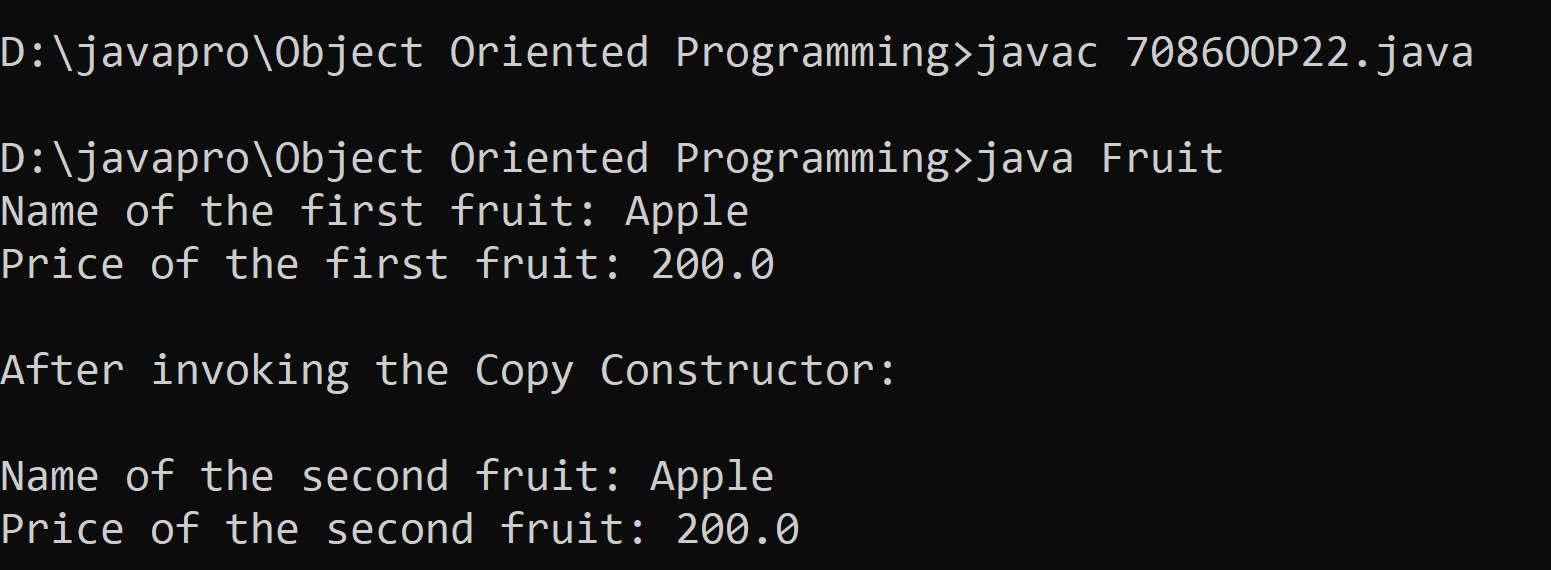 D:\javapro\Object Oriented Programming>javac 7086OOP22.java
D:\javapro\Object Oriented Programming>java Fruit
Name of the first fruit: Apple
Price of the first fruit: 200.0
After invoking the Copy Constructor:
Name of the second fruit: Apple
Price of the second fruit: 200.0